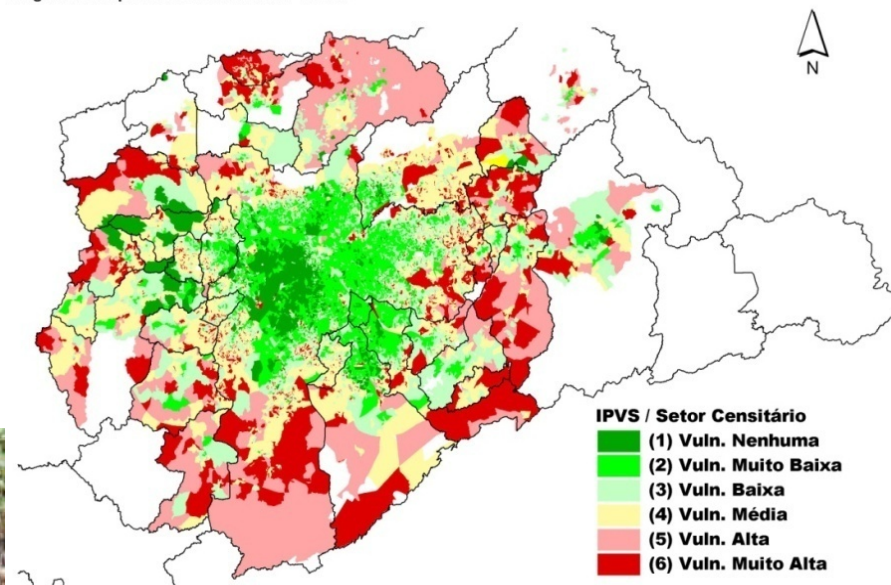 N
IPVS / Setor Censitário
(1) Vuln. Nenhuma
(2) Vuln. Muito Baixa
(3) Vuln. Baixa
(4) Vuln. Média
(5) Vuln. Alta
(6) Vuln. Muito Alta